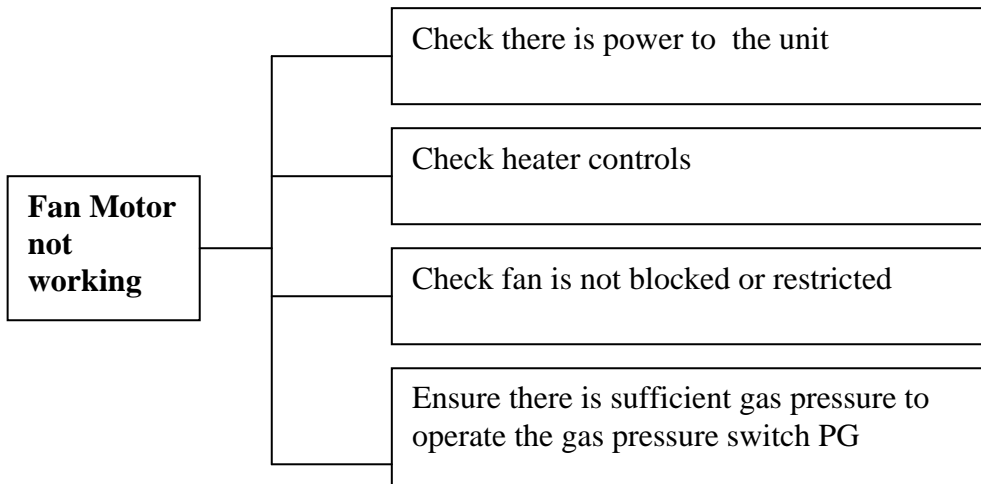 Check there is power to the unit
Check heater controls
Fan Motor
not
working
Check fan is not blocked or restricted
Ensure there is sufficient gas pressure to
operate the gas pressure switch PG